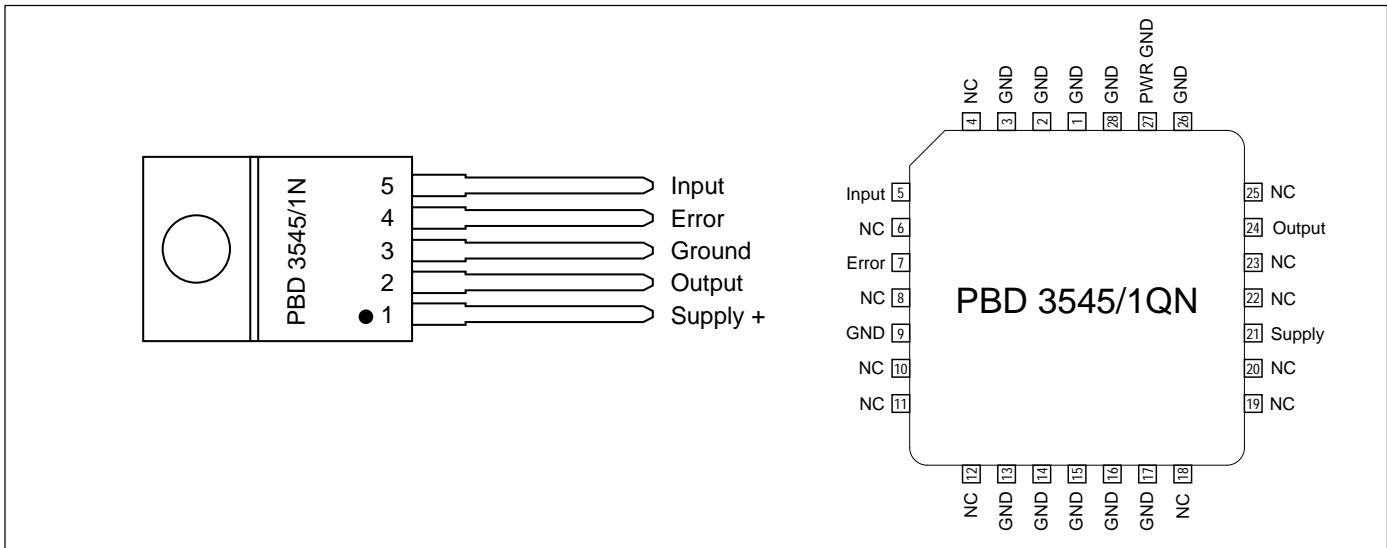 PBD 3545/1N
5 Input
4 Error
3 Ground
2 Output
1 Supply +
NC GND GND GND GND PWR GND GND
4 3 2 1 28 27 26
Input 5
NC 6
Error 7
NC 8
GND 9
NC 10
NC 11
PBD 3545/1QN
25 NC
24 Output
23 NC
22 NC
21 Supply
20 NC
19 NC
12 13 14 15 16 17 18
NC GND GND GND GND GND NC